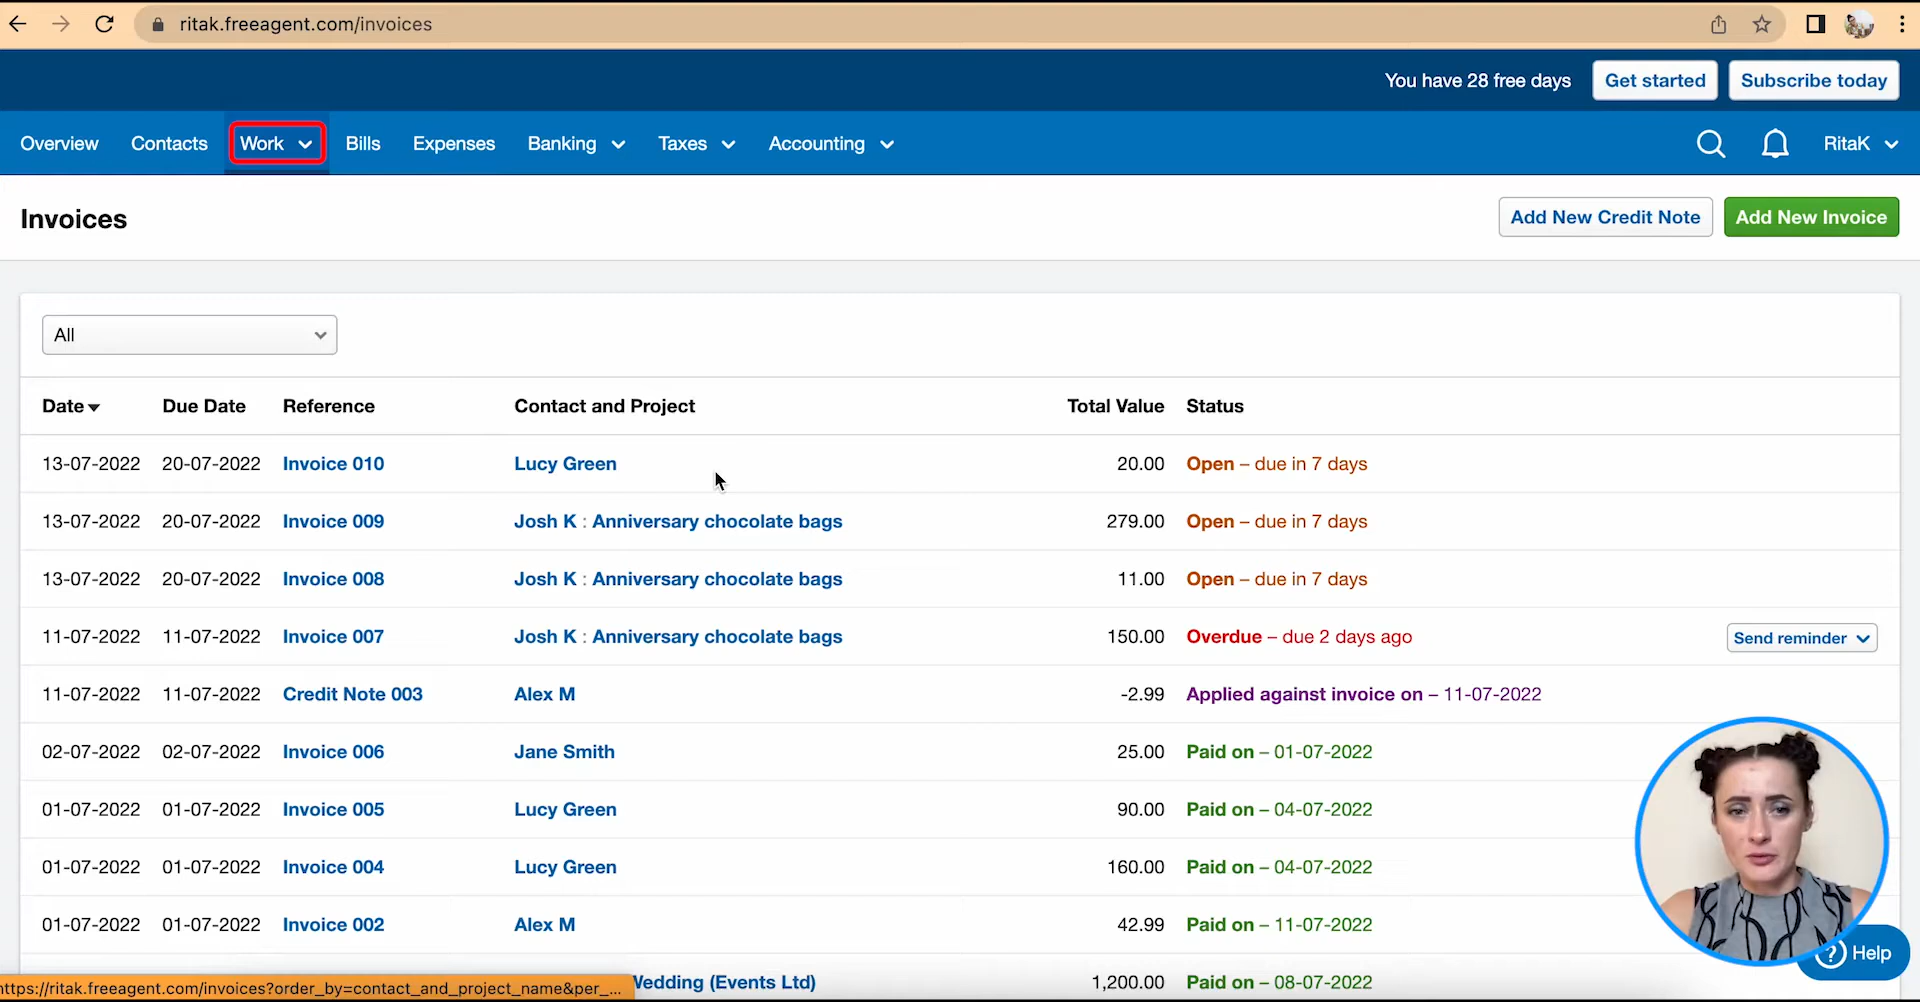 ritak.freeagent.com/invoices
You have 28 free days Get started Subscribe today
Overview Contacts Work Bills Expenses Banking Taxes Accounting RitaK
Invoices Add New Credit Note Add New Invoice
All
Date Due Date Reference Contact and Project Total Value Status
13-07-2022 20-07-2022 Invoice 010 Lucy Green 20.00 Open – due in 7 days
13-07-2022 20-07-2022 Invoice 009 Josh K : Anniversary chocolate bags 279.00 Open – due in 7 days
13-07-2022 20-07-2022 Invoice 008 Josh K : Anniversary chocolate bags 11.00 Open – due in 7 days
11-07-2022 11-07-2022 Invoice 007 Josh K : Anniversary chocolate bags 150.00 Overdue – due 2 days ago Send reminder
11-07-2022 11-07-2022 Credit Note 003 Alex M -2.99 Applied against invoice on – 11-07-2022
02-07-2022 02-07-2022 Invoice 006 Jane Smith 25.00 Paid on – 01-07-2022
01-07-2022 01-07-2022 Invoice 005 Lucy Green 90.00 Paid on – 04-07-2022
01-07-2022 01-07-2022 Invoice 004 Lucy Green 160.00 Paid on – 04-07-2022
01-07-2022 01-07-2022 Invoice 002 Alex M 42.99 Paid on – 11-07-2022
? Help
https://ritak.freeagent.com/invoices?order_by=contact_and_project_name&per_... Wedding (Events Ltd) 1,200.00 Paid on – 08-07-2022